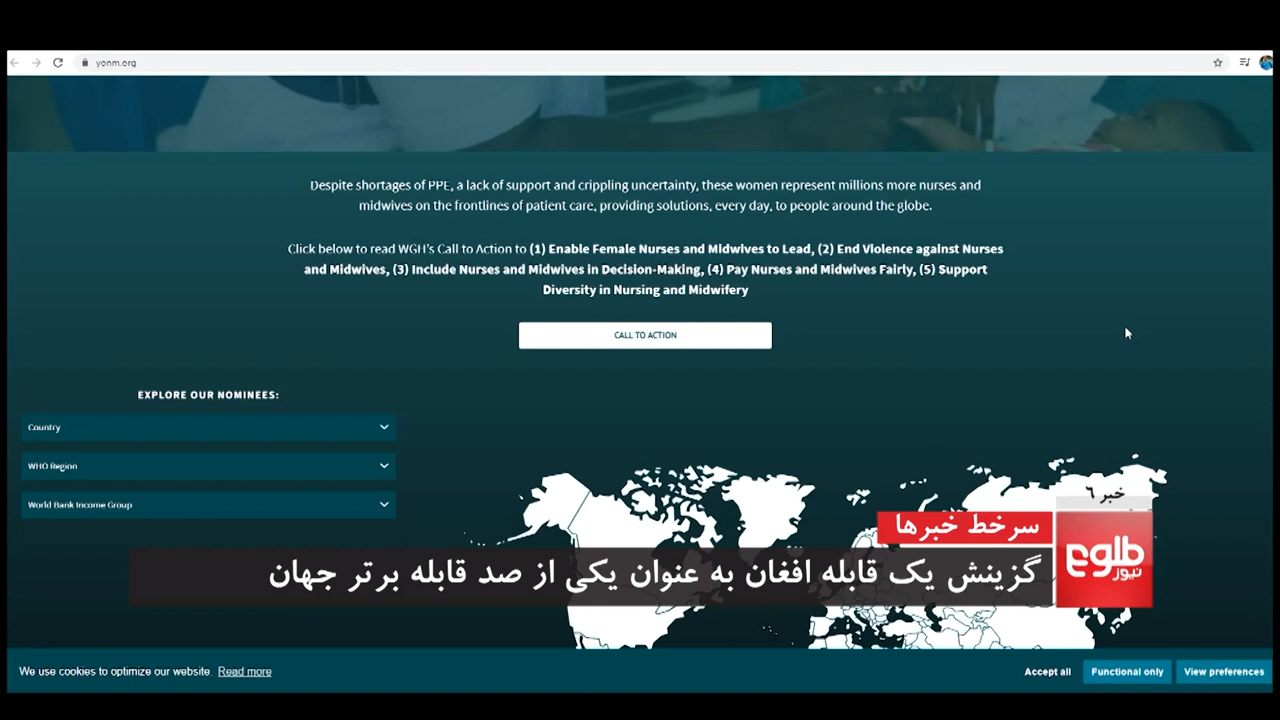 yonm.org
Despite shortages of PPE, a lack of support and crippling uncertainty, these women represent millions more nurses and
midwives on the frontlines of patient care, providing solutions, every day, to people around the globe.
Click below to read WGH's Call to Action to (1) Enable Female Nurses and Midwives to Lead, (2) End Violence against Nurses
and Midwives, (3) Include Nurses and Midwives in Decision-Making, (4) Pay Nurses and Midwives Fairly, (5) Support
Diversity in Nursing and Midwifery
CALL TO ACTION
EXPLORE OUR NOMINEES:
Country
WHO Region
World Bank Income Group
خبر ٦
سرخط خبرها
طلوع
نیوز
گزینش یک قابله افغان به عنوان یکی از صد قابله برتر جهان
We use cookies to optimize our website. Read more
Accept all
Functional only
View preferences